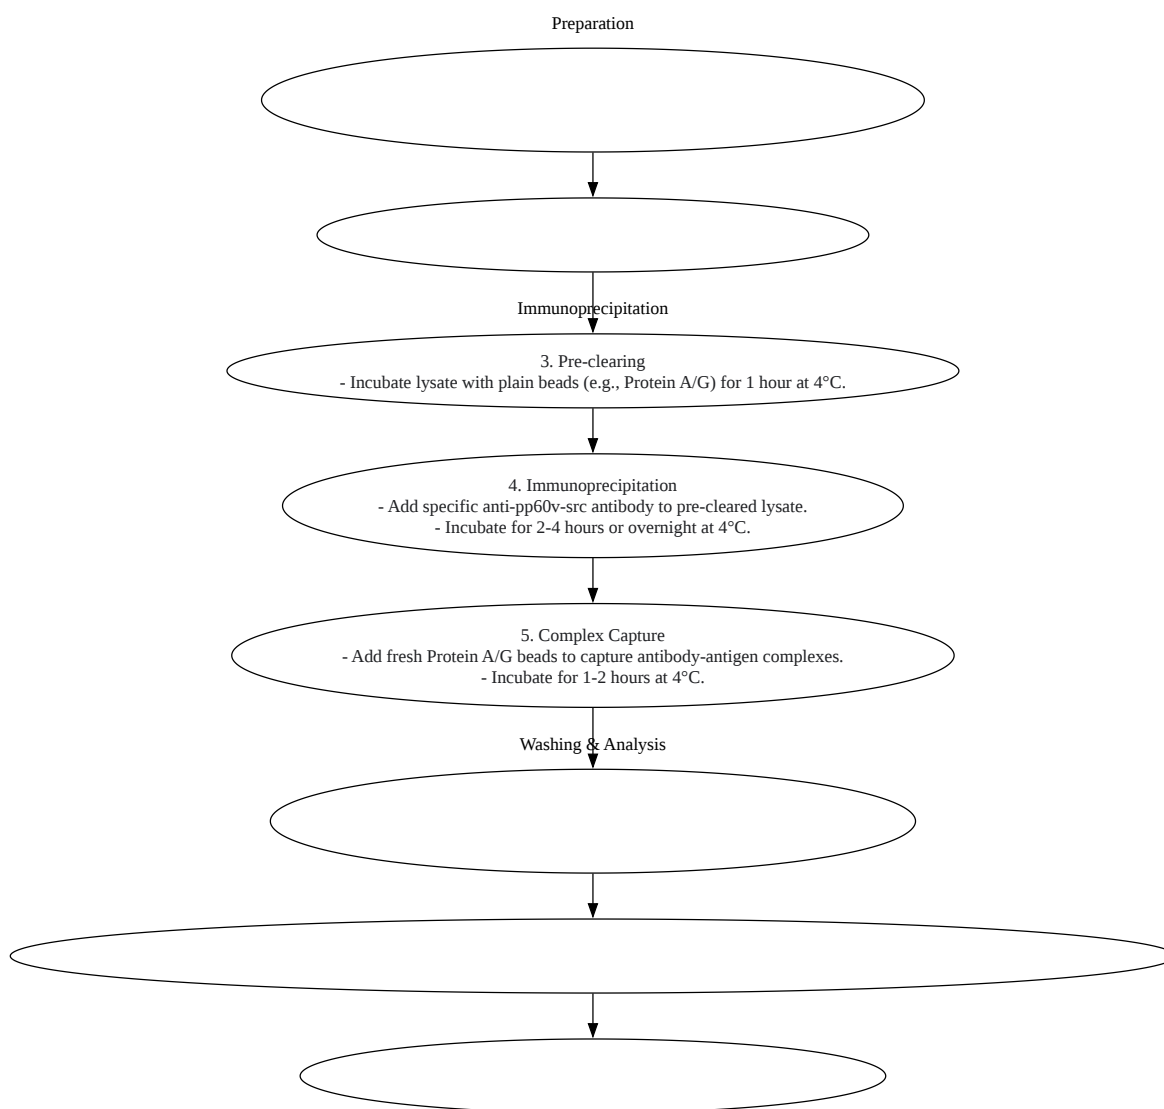 Preparation
Immunoprecipitation
3. Pre-clearing
- Incubate lysate with plain beads (e.g., Protein A/G) for 1 hour at 4°C.
4. Immunoprecipitation
- Add specific anti-pp60v-src antibody to pre-cleared lysate.
- Incubate for 2-4 hours or overnight at 4°C.
5. Complex Capture
- Add fresh Protein A/G beads to capture antibody-antigen complexes.
- Incubate for 1-2 hours at 4°C.
Washing & Analysis